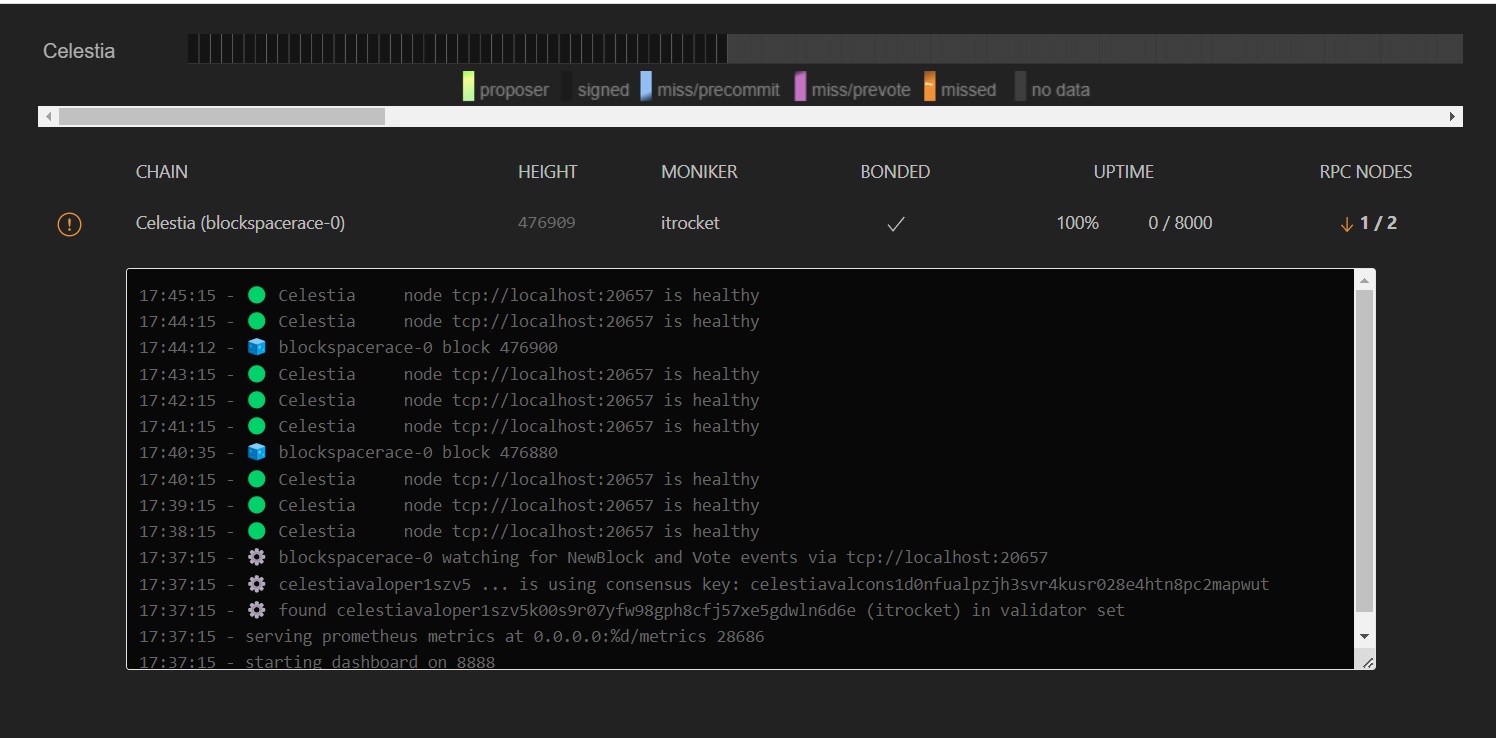 Celestia
proposer signed miss/precommit miss/prevote missed no data
CHAIN HEIGHT MONIKER BONDED UPTIME RPC NODES
Celestia (blockspacerace-0) 476909 itrocket 100% 0 / 8000 1 / 2
17:45:15 - Celestia node tcp://localhost:20657 is healthy
17:44:15 - Celestia node tcp://localhost:20657 is healthy
17:44:12 - blockspacerace-0 block 476900
17:43:15 - Celestia node tcp://localhost:20657 is healthy
17:42:15 - Celestia node tcp://localhost:20657 is healthy
17:41:15 - Celestia node tcp://localhost:20657 is healthy
17:40:35 - blockspacerace-0 block 476880
17:40:15 - Celestia node tcp://localhost:20657 is healthy
17:39:15 - Celestia node tcp://localhost:20657 is healthy
17:38:15 - Celestia node tcp://localhost:20657 is healthy
17:37:15 - blockspacerace-0 watching for NewBlock and Vote events via tcp://localhost:20657
17:37:15 - celestiavaloper1szv5 ... is using consensus key: celestiavalcons1d0nfualpzjh3svr4kusr028e4htn8pc2mapwut
17:37:15 - found celestiavaloper1szv5k00s9r07yfw98gph8cfj57xe5gdwln6d6e (itrocket) in validator set
17:37:15 - serving prometheus metrics at 0.0.0.0:%d/metrics 28686
17:37:15 - starting dashboard on 8888